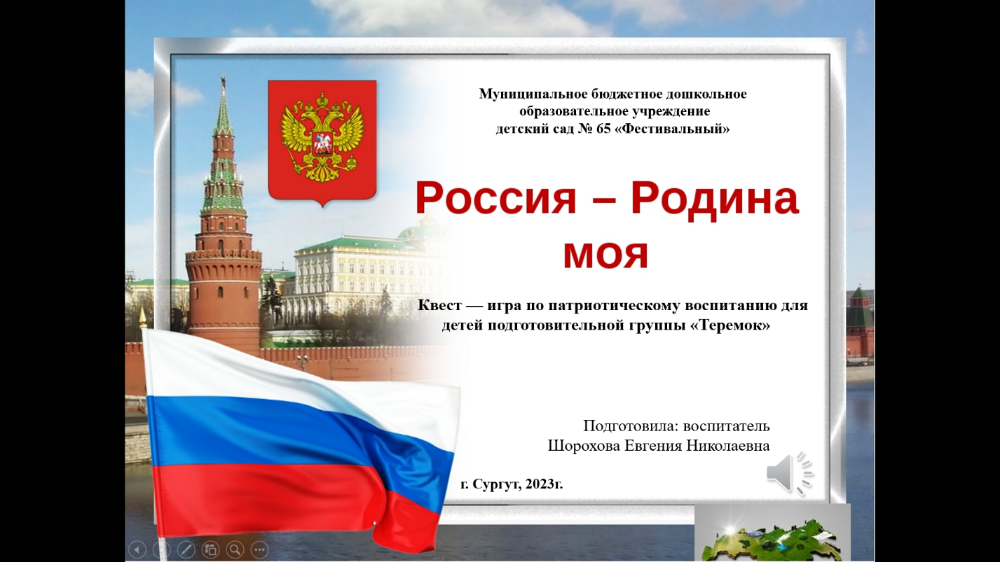 Муниципальное бюджетное дошкольное
образовательное учреждение
детский сад № 65 «Фестивальный»
Россия – Родина
моя
Квест — игра по патриотическому воспитанию для
детей подготовительной группы «Теремок»
Подготовила: воспитатель
Шорохова Евгения Николаевна
г. Сургут, 2023г.